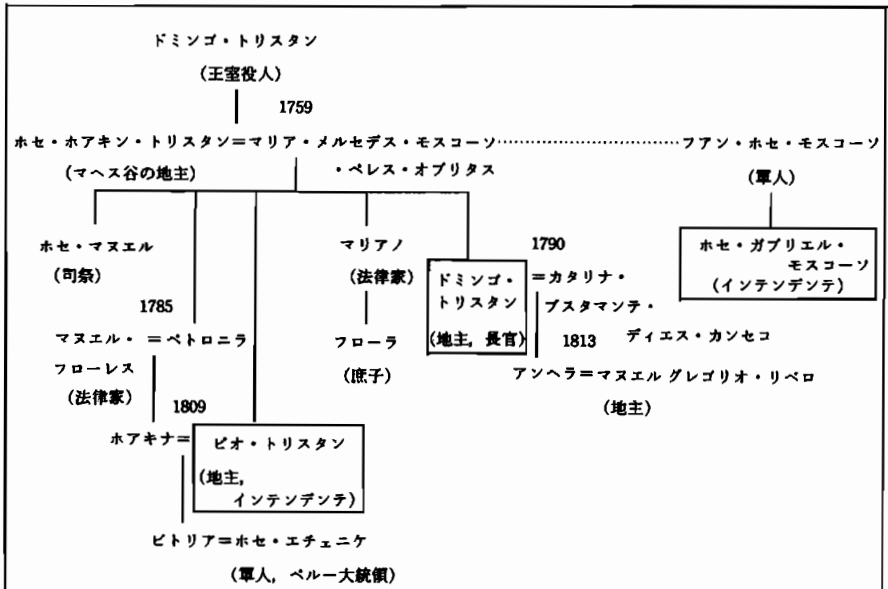 ドミンゴ・トリスタン
(王室役人)
1759
ホセ・ホアキン・トリスタン=マリア・メルセデス・モスコーソ……………………………フアン・ホセ・モスコーソ
(マヘス谷の地主)
・ペレス・オブリタス
(軍人)
ホセ・マヌエル
(司祭)
マリアノ
(法律家)
1790
ドミンゴ・
トリスタン
(地主,長官)
=カタリナ・
ブスタマンテ・
ディエス・カンセコ
ホセ・ガブリエル・
モスコーソ
(インテンデンテ)
1785
マヌエル・=ペトロニラ
フローレス
(法律家)
フローラ
(庶子)
1813
アンヘラ=マヌエル グレゴリオ・リベロ
(地主)
1809
ホアキナ=
ピオ・トリスタン
(地主,
インテンデンテ)
ビトリア=ホセ・エチェニケ
(軍人,ペルー大統領)